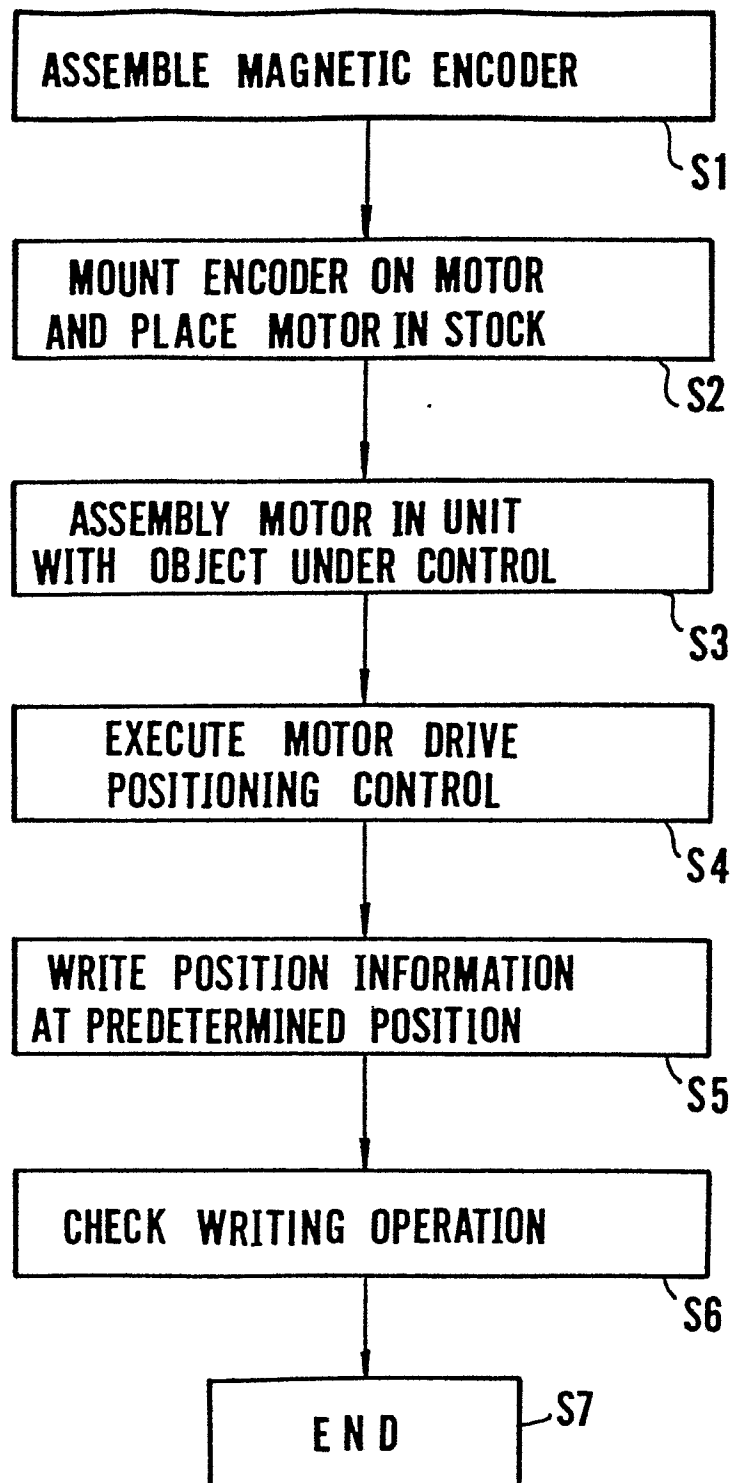 ASSEMBLE MAGNETIC ENCODER
S1
MOUNT ENCODER ON MOTOR
AND PLACE MOTOR IN STOCK
S2
ASSEMBLY MOTOR IN UNIT
WITH OBJECT UNDER CONTROL
S3
EXECUTE MOTOR DRIVE
POSITIONING CONTROL
S4
WRITE POSITION INFORMATION
AT PREDETERMINED POSITION
S5
CHECK WRITING OPERATION
S6
END
S7